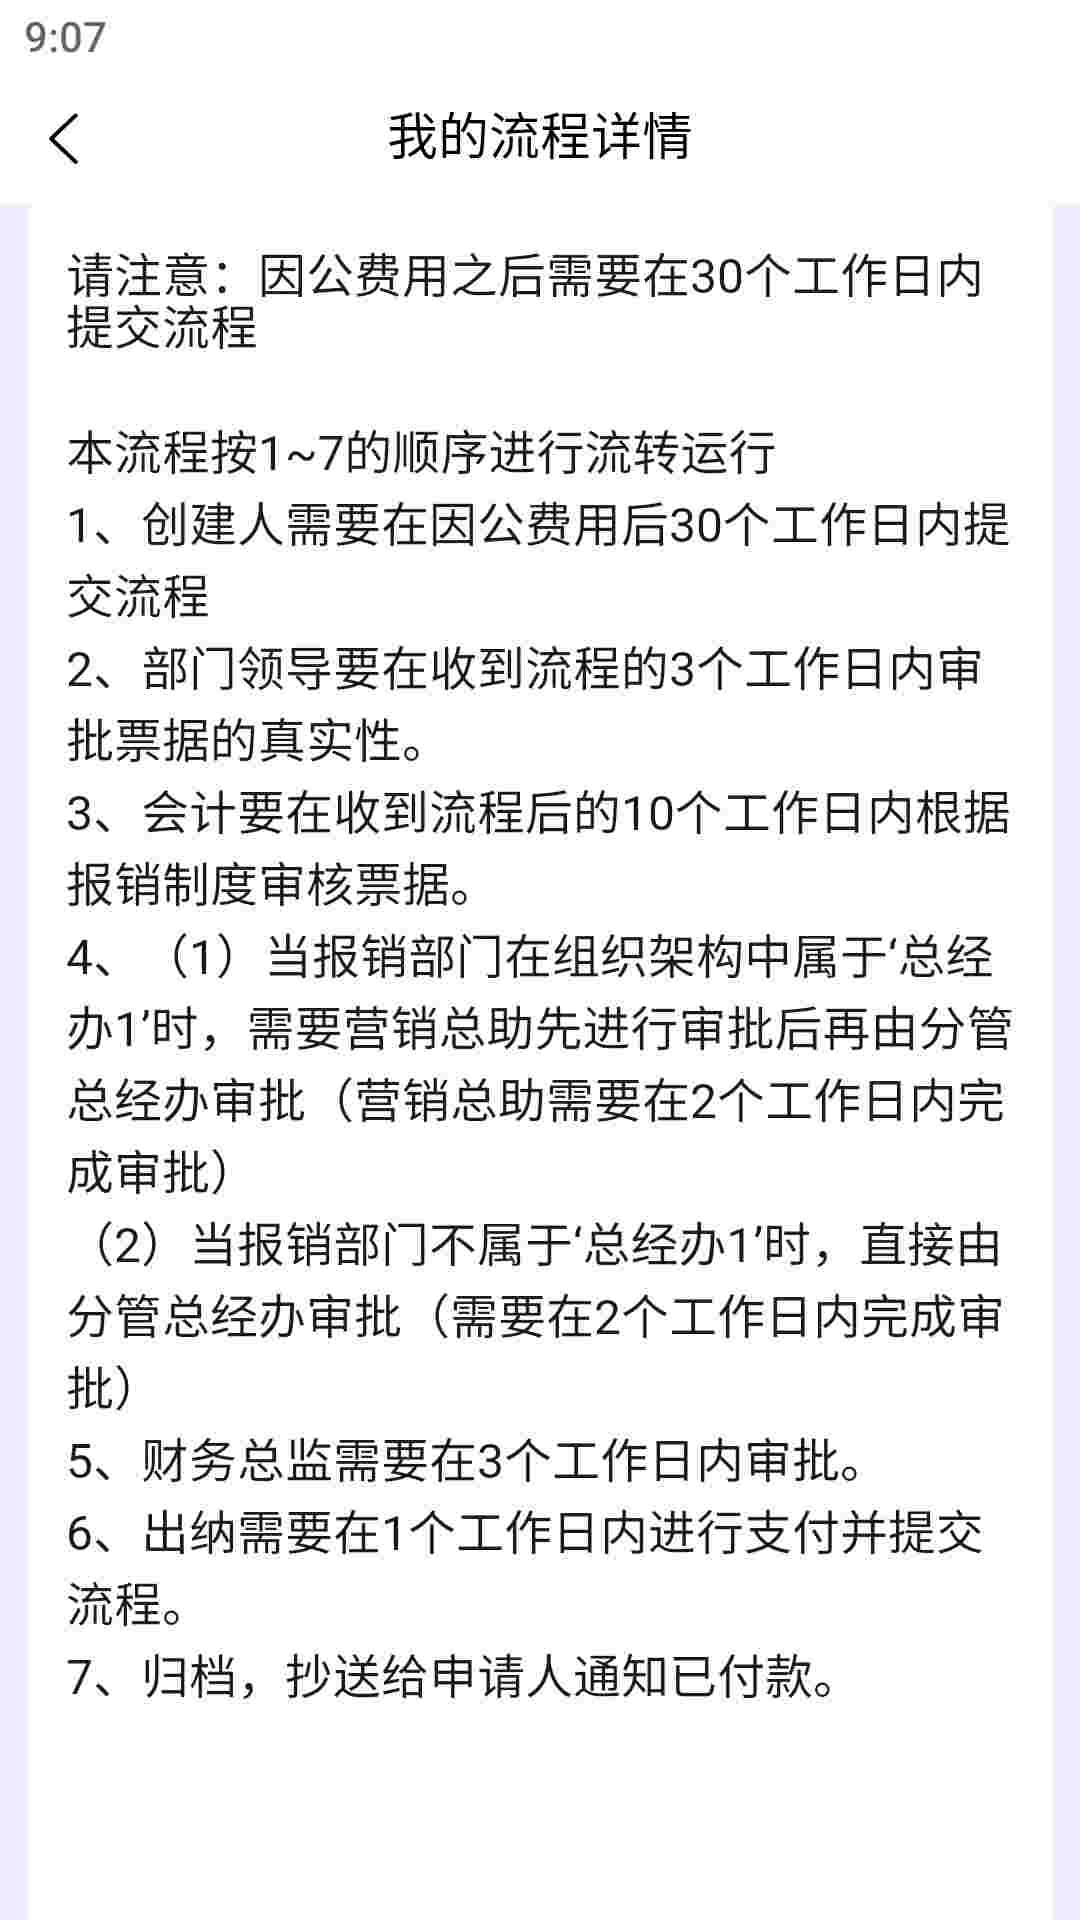 9:07
我的流程详情
请注意：因公费用之后需要在30个工作日内
提交流程
本流程按1~7的顺序进行流转运行
1、创建人需要在因公费用后30个工作日内提
交流程
2、部门领导要在收到流程的3个工作日内审
批票据的真实性。
3、会计要在收到流程后的10个工作日内根据
报销制度审核票据。
4、（1）当报销部门在组织架构中属于‘总经
办1’时，需要营销总助先进行审批后再由分管
总经办审批（营销总助需要在2个工作日内完
成审批）
（2）当报销部门不属于‘总经办1’时，直接由
分管总经办审批（需要在2个工作日内完成审
批）
5、财务总监需要在3个工作日内审批。
6、出纳需要在1个工作日内进行支付并提交
流程。
7、归档，抄送给申请人通知已付款。